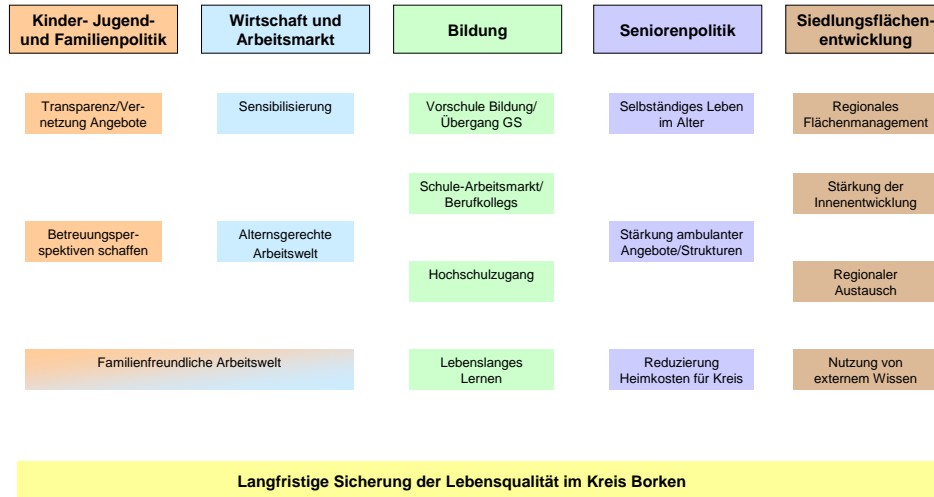 Kinder- Jugend-
und Familienpolitik
Wirtschaft und
Arbeitsmarkt
Bildung
Seniorenpolitik
Siedlungsflächen-
entwicklung
Transparenz/Ver-
netzung Angebote
Sensibilisierung
Vorschule Bildung/
Übergang GS
Selbständiges Leben
im Alter
Regionales
Flächenmanagement
Schule-Arbeitsmarkt/
Berufkollegs
Stärkung der
Innenentwicklung
Betreuungsper-
spektiven schaffen
Alternsgerechte
Arbeitswelt
Stärkung ambulanter
Angebote/Strukturen
Hochschulzugang
Regionaler
Austausch
Familienfreundliche Arbeitswelt
Lebenslanges
Lernen
Reduzierung
Heimkosten für Kreis
Nutzung von
externem Wissen
Langfristige Sicherung der Lebensqualität im Kreis Borken